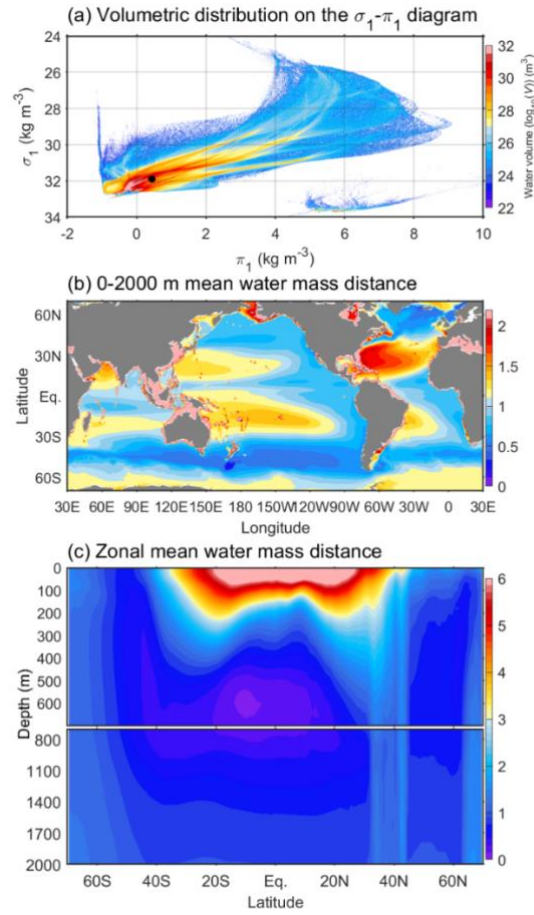 (a) Volumetric distribution on the σ₁-π₁ diagram
24
26
28
30
32
34
σ₁ (kg m⁻³)
-2 0 2 4 6 8 10
π₁ (kg m⁻³)
32
30
28
26
24
22
Water volume (log₁₀(V)) (m³)
(b) 0-2000 m mean water mass distance
60N
30N
Eq.
30S
60S
Latitude
30E 60E 90E 120E 150E 180 150W 120W 90W 60W 30W 0 30E
Longitude
2
1.5
1
0.5
0
(c) Zonal mean water mass distance
0
100
200
300
400
500
600
800
1100
1400
1700
2000
Depth (m)
60S 40S 20S Eq. 20N 40N 60N
Latitude
6
5
4
3
2
1
0